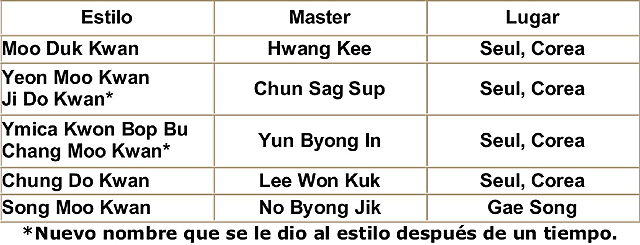 Estilo Master Lugar
Moo Duk Kwan Hwang Kee Seul, Corea
Yeon Moo Kwan
Ji Do Kwan* Chun Sag Sup Seul, Corea
Ymica Kwon Bop Bu
Chang Moo Kwan* Yun Byong In Seul, Corea
Chung Do Kwan Lee Won Kuk Seul, Corea
Song Moo Kwan No Byong Jik Gae Song
*Nuevo nombre que se le dio al estilo después de un tiempo.